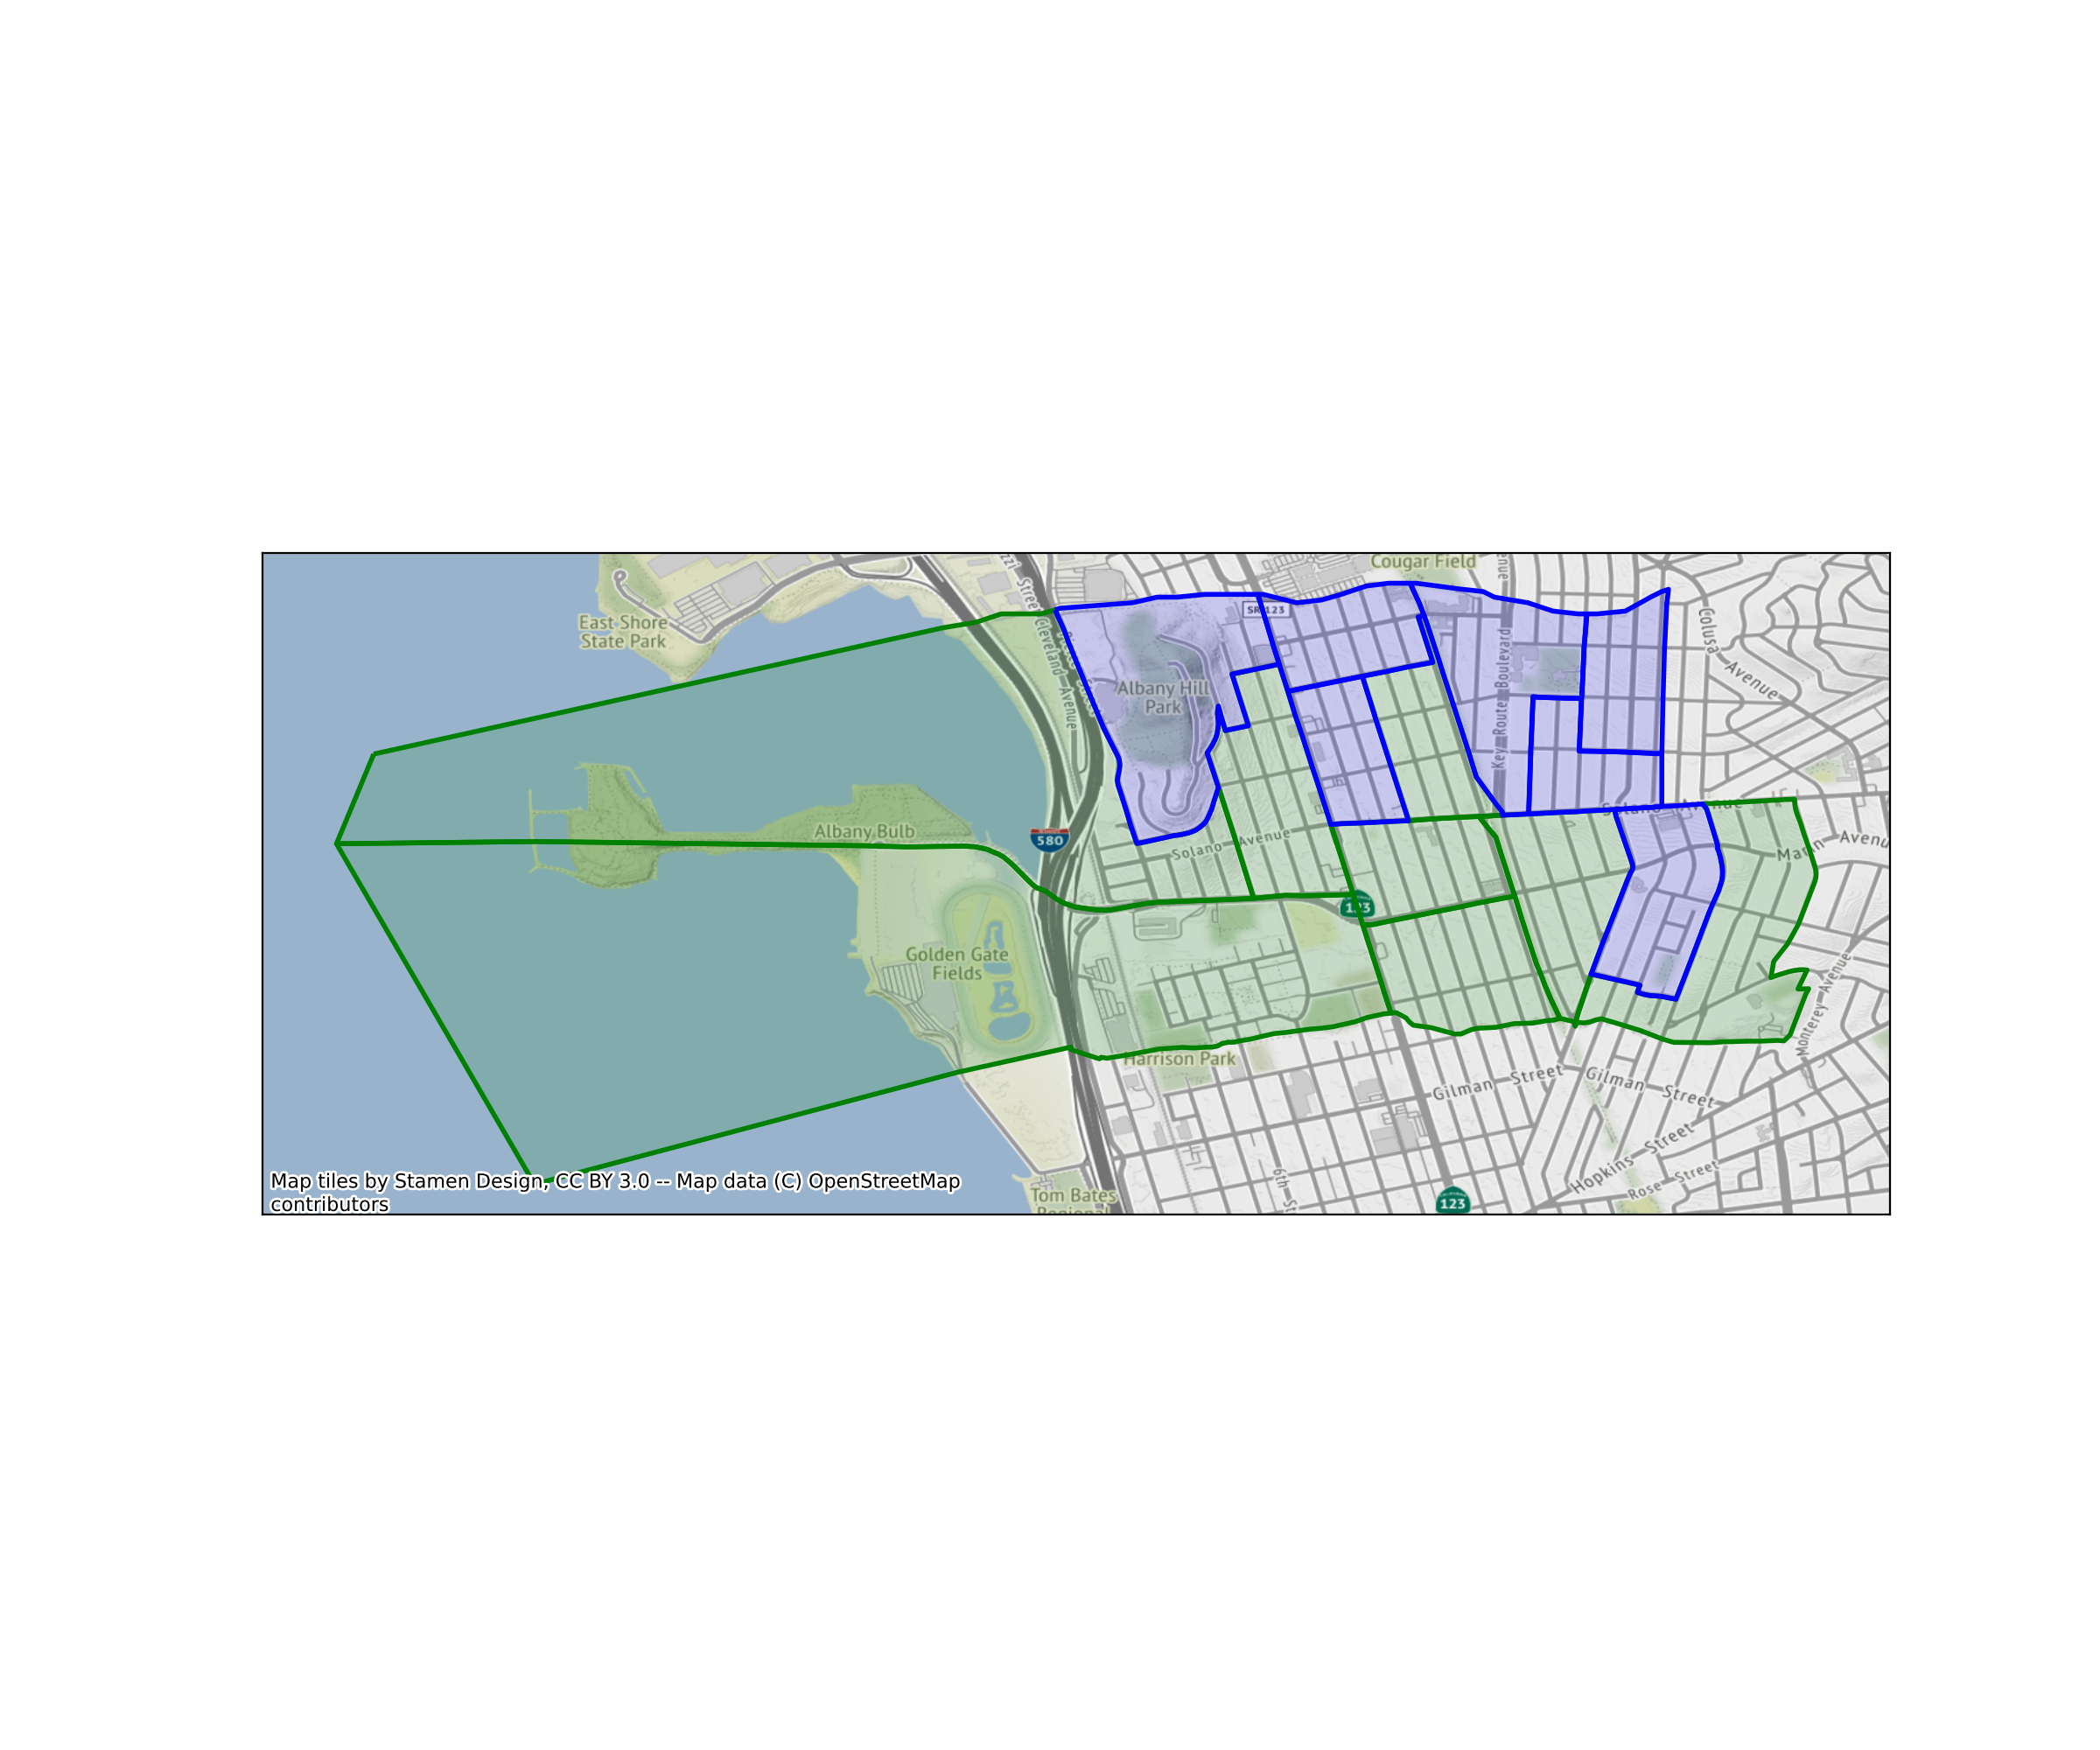 Cougar Field
Street
East Shore
State Park
SR 123
Cleveland Avenue
Colusa
Avenue
Key Route Boulevard
Albany Hill
Park
Solano Avenue
Albany Bulb
580
Solano Avenue
Marin Avenu
123
Golden Gate
Fields
Monterey Avenue
Harrison Park
Gilman Street
Gilman Street
Hopkins Street
Rose Street
6th St
Tom Bates
Regional
123
Map tiles by Stamen Design, CC BY 3.0 -- Map data (C) OpenStreetMap
contributors